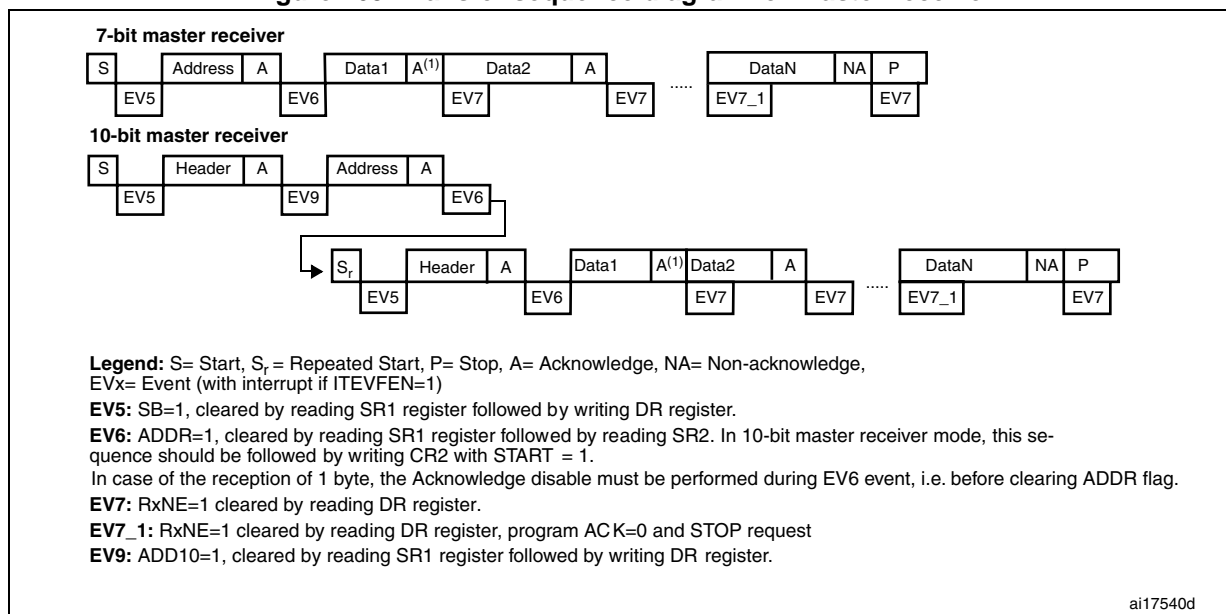 7-bit master receiver
S Address A Data1 A(1) Data2 A ..... DataN NA P
EV5 EV6 EV7 EV7 EV7_1 EV7
10-bit master receiver
S Header A Address A
EV5 EV9 EV6
Sr Header A Data1 A(1) Data2 A ..... DataN NA P
EV5 EV6 EV7 EV7 EV7_1 EV7
Legend: S= Start, Sr = Repeated Start, P= Stop, A= Acknowledge, NA= Non-acknowledge,
EVx= Event (with interrupt if ITEVFEN=1)
EV5: SB=1, cleared by reading SR1 register followed by writing DR register.
EV6: ADDR=1, cleared by reading SR1 register followed by reading SR2. In 10-bit master receiver mode, this se-
quence should be followed by writing CR2 with START = 1.
In case of the reception of 1 byte, the Acknowledge disable must be performed during EV6 event, i.e. before clearing ADDR flag.
EV7: RxNE=1 cleared by reading DR register.
EV7_1: RxNE=1 cleared by reading DR register, program ACK=0 and STOP request
EV9: ADD10=1, cleared by reading SR1 register followed by writing DR register.
ai17540d